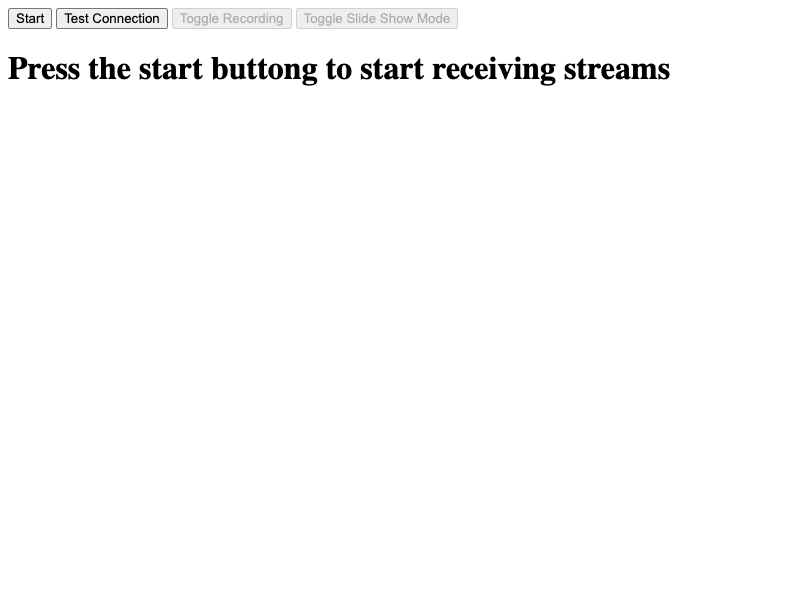 Start Test Connection Toggle Recording Toggle Slide Show Mode
Press the start buttong to start receiving streams